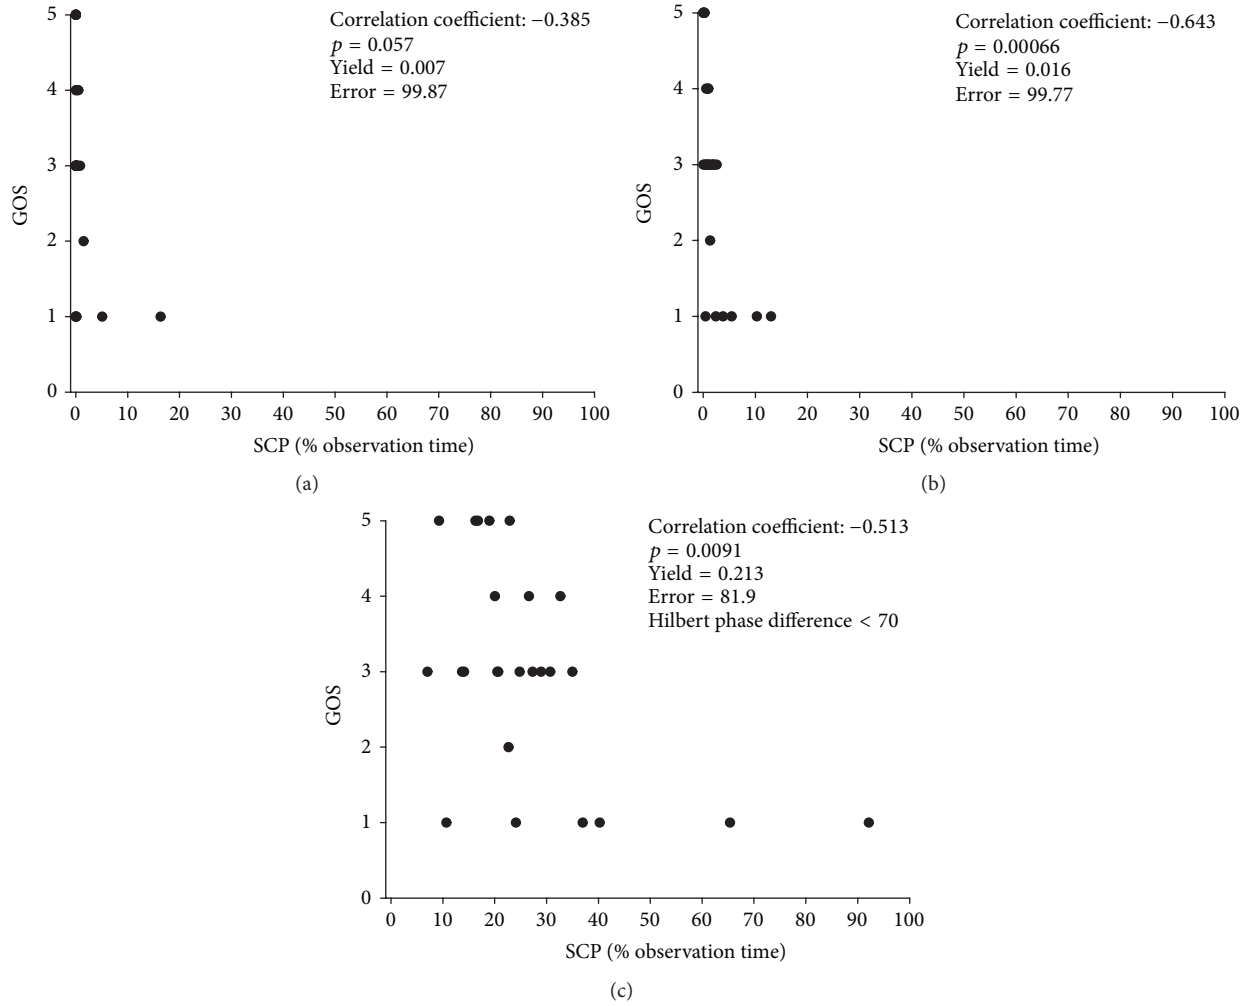 Correlation coefficient: −0.385
p = 0.057
Yield = 0.007
Error = 99.87
5
4
3
2
1
0
GOS
0 10 20 30 40 50 60 70 80 90 100
SCP (% observation time)
(a)
Correlation coefficient: −0.643
p = 0.00066
Yield = 0.016
Error = 99.77
5
4
3
2
1
0
GOS
0 10 20 30 40 50 60 70 80 90 100
SCP (% observation time)
(b)
Correlation coefficient: −0.513
p = 0.0091
Yield = 0.213
Error = 81.9
Hilbert phase difference < 70
5
4
3
2
1
0
GOS
0 10 20 30 40 50 60 70 80 90 100
SCP (% observation time)
(c)